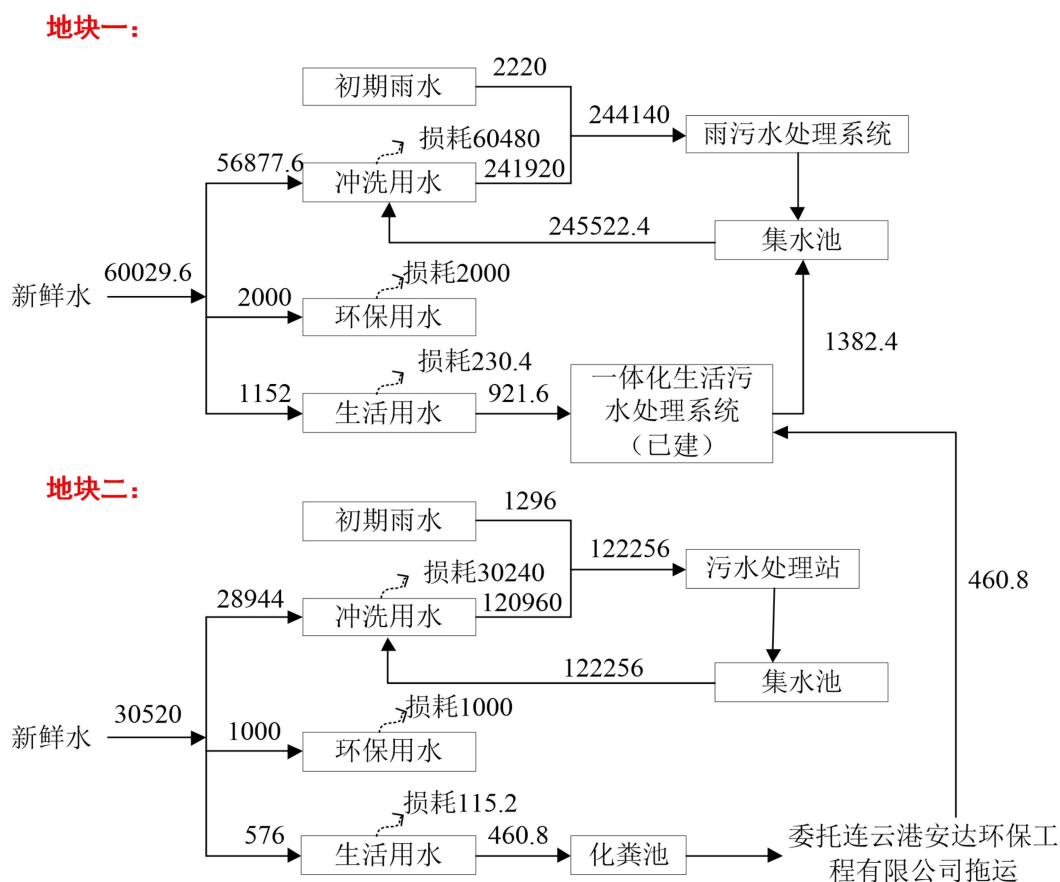 地块一：
初期雨水
2220
244140
雨污水处理系统
损耗60480
56877.6
冲洗用水
241920
245522.4
集水池
新鲜水
60029.6
损耗2000
2000
环保用水
1382.4
损耗230.4
1152
生活用水
921.6
一体化生活污
水处理系统
（已建）
地块二：
初期雨水
1296
122256
污水处理站
损耗30240
28944
冲洗用水
120960
460.8
122256
集水池
新鲜水
30520
损耗1000
1000
环保用水
损耗115.2
576
生活用水
460.8
化粪池
委托连云港安达环保工
程有限公司拖运